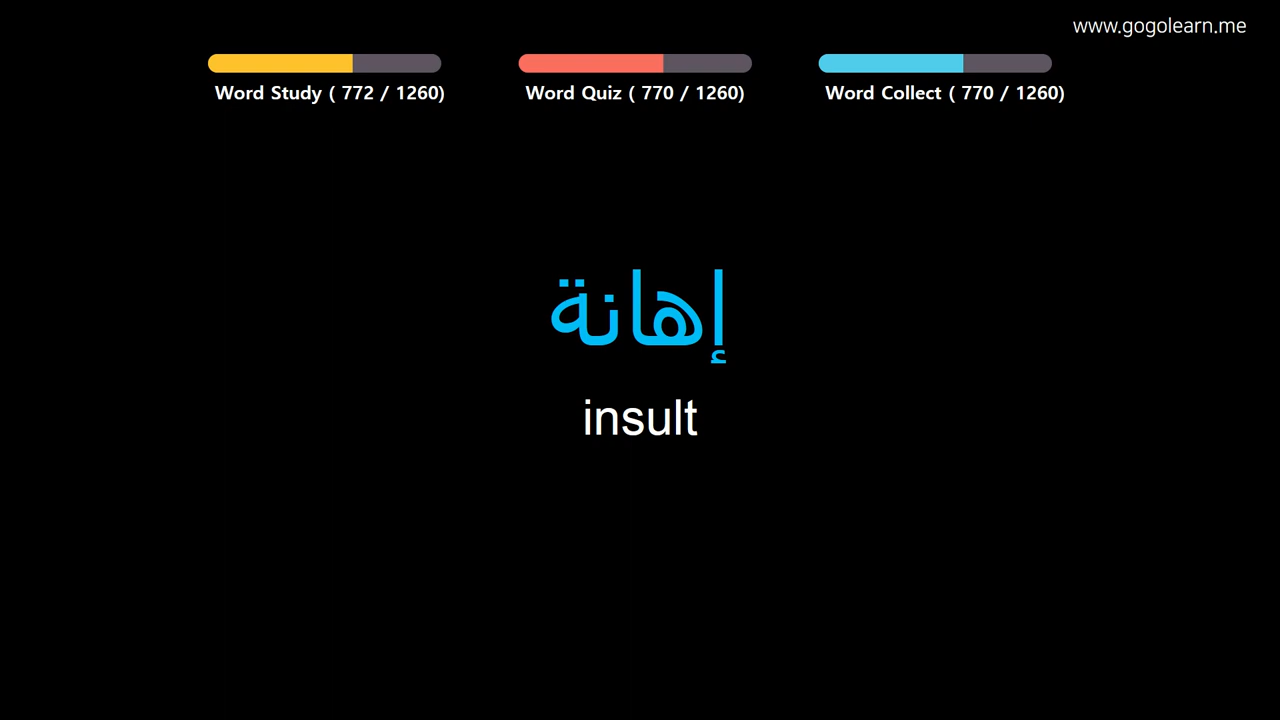 www.gogolearn.me
Word Study ( 772 / 1260)
Word Quiz ( 770 / 1260)
Word Collect ( 770 / 1260)
إهانة
insult